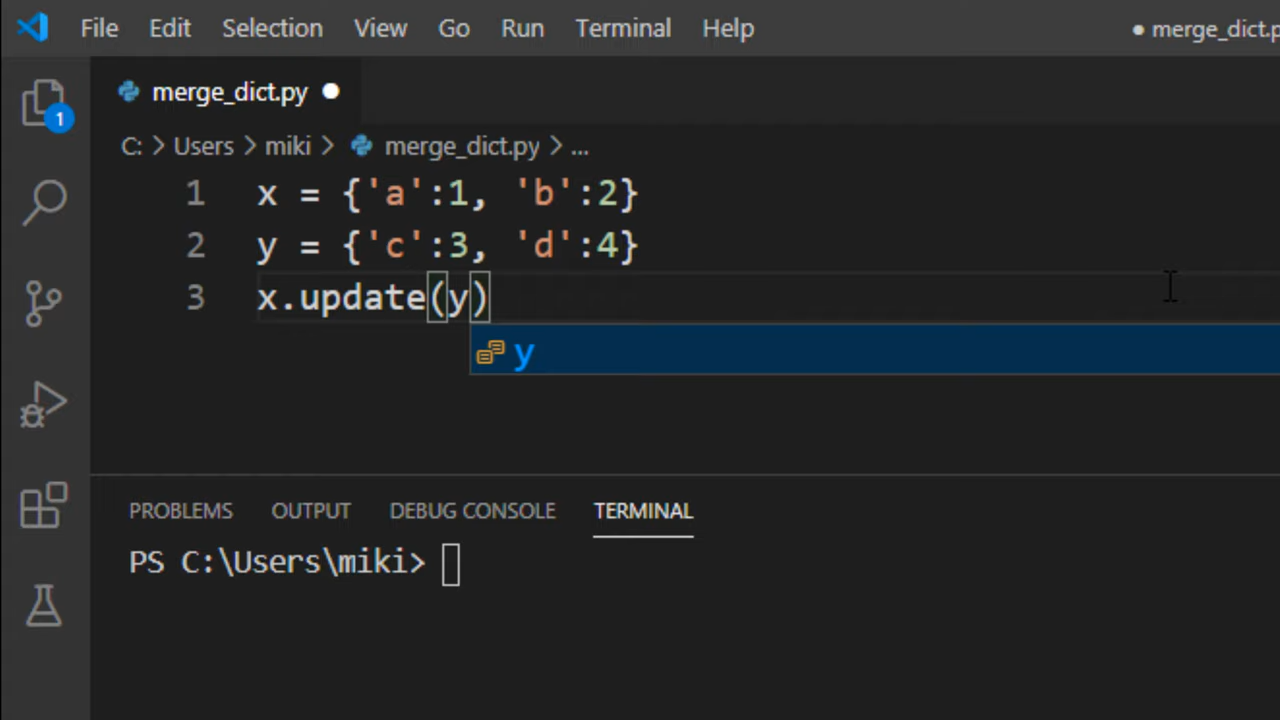 File Edit Selection View Go Run Terminal Help ● merge_dict.p
merge_dict.py ●
1
C: > Users > miki > merge_dict.py > ...
1 x = {'a':1, 'b':2}
2 y = {'c':3, 'd':4}
3 x.update(y)
y
PROBLEMS OUTPUT DEBUG CONSOLE TERMINAL
PS C:\Users\miki>